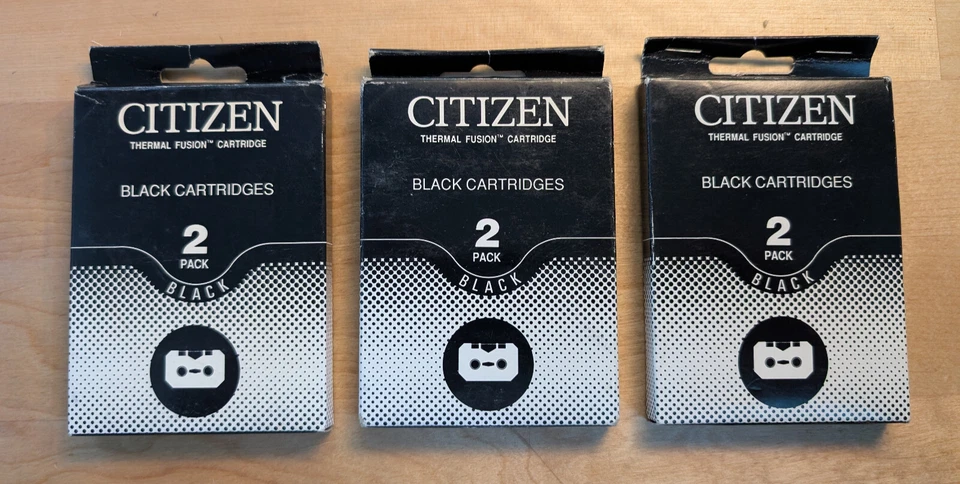 CITIZEN
THERMAL FUSION™ CARTRIDGE
BLACK CARTRIDGES
2
PACK
BLACK
CITIZEN
THERMAL FUSION™ CARTRIDGE
BLACK CARTRIDGES
2
PACK
BLACK
CITIZEN
THERMAL FUSION™ CARTRIDGE
BLACK CARTRIDGES
2
PACK
BLACK